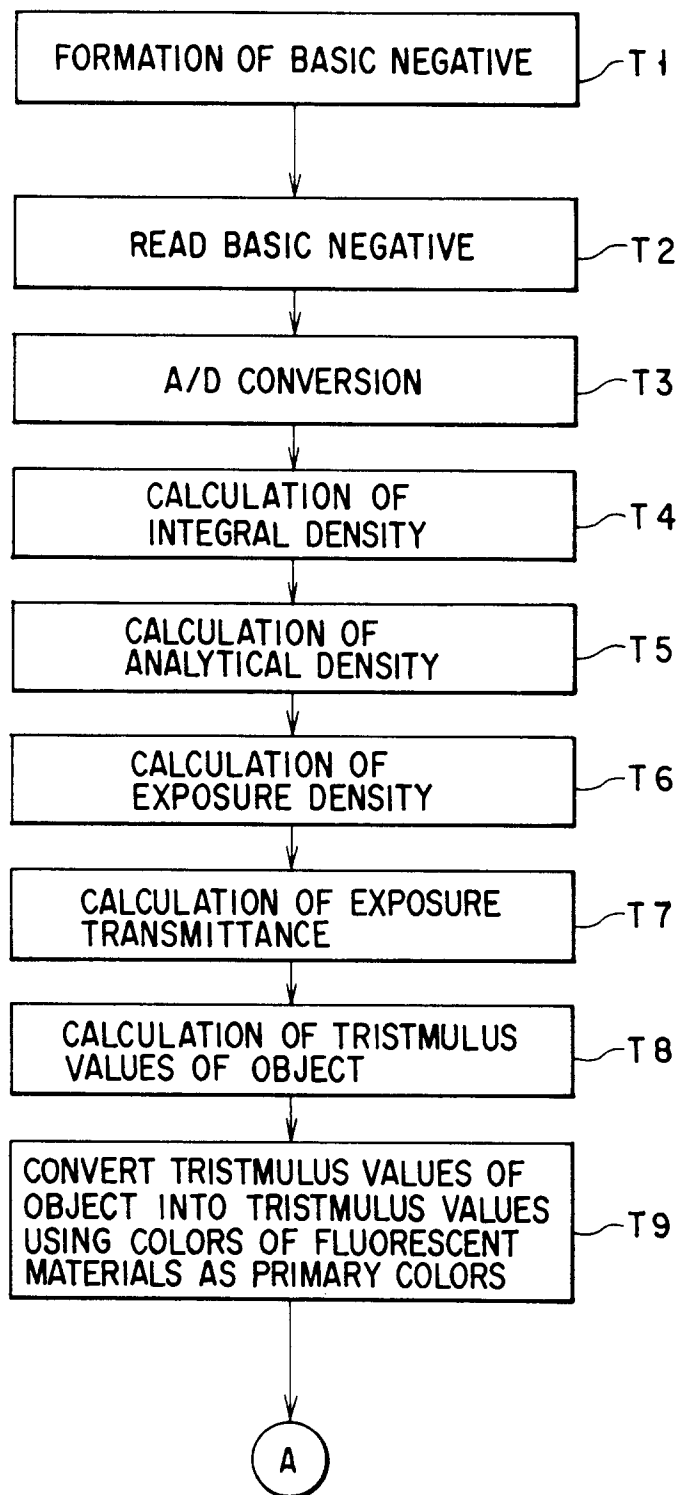 FORMATION OF BASIC NEGATIVE
T1
READ BASIC NEGATIVE
T2
A/D CONVERSION
T3
CALCULATION OF
INTEGRAL DENSITY
T4
CALCULATION OF
ANALYTICAL DENSITY
T5
CALCULATION OF
EXPOSURE DENSITY
T6
CALCULATION OF EXPOSURE
TRANSMITTANCE
T7
CALCULATION OF TRISTMULUS
VALUES OF OBJECT
T8
CONVERT TRISTMULUS VALUES OF
OBJECT INTO TRISTMULUS VALUES
USING COLORS OF FLUORESCENT
MATERIALS AS PRIMARY COLORS
T9
A